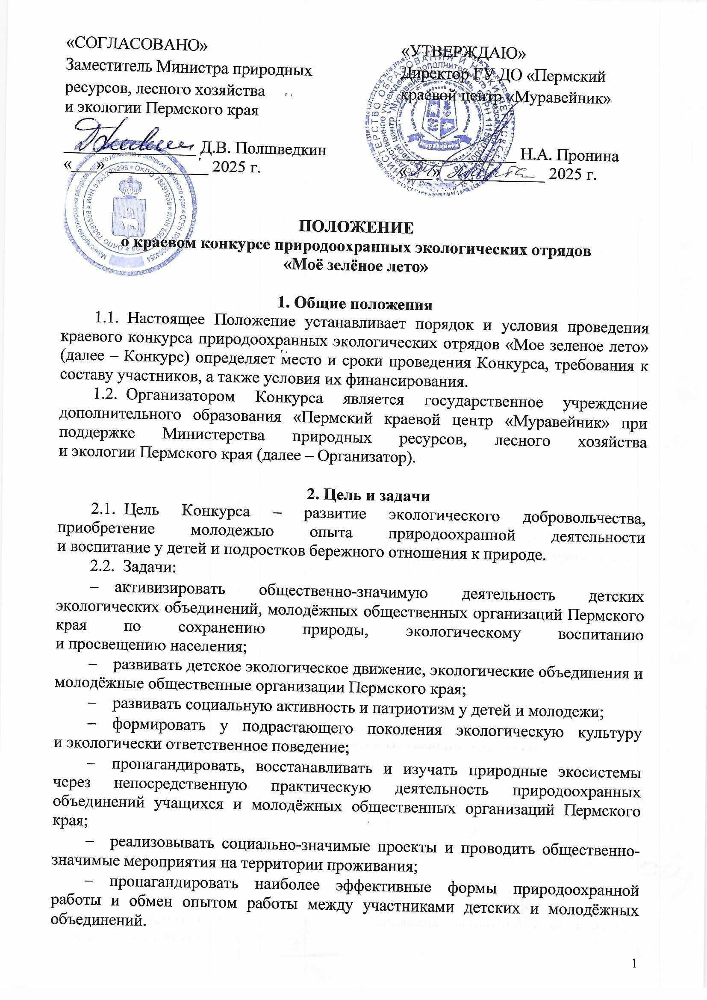 «СОГЛАСОВАНО»
Заместитель Министра природных
ресурсов, лесного хозяйства
и экологии Пермского края
Д.В. Полшведкин
«___» ____________ 2025 г.
«УТВЕРЖДАЮ»
Директор ГУ ДО «Пермский
краевой центр «Муравейник»
Н.А. Пронина
«___» ____________ 2025 г.
ПОЛОЖЕНИЕ
о краевом конкурсе природоохранных экологических отрядов
«Моё зелёное лето»
1. Общие положения
1.1. Настоящее Положение устанавливает порядок и условия проведения
краевого конкурса природоохранных экологических отрядов «Мое зеленое лето»
(далее – Конкурс) определяет место и сроки проведения Конкурса, требования к
составу участников, а также условия их финансирования.
1.2. Организатором Конкурса является государственное учреждение
дополнительного образования «Пермский краевой центр «Муравейник» при
поддержке Министерства природных ресурсов, лесного хозяйства
и экологии Пермского края (далее – Организатор).
2. Цель и задачи
2.1. Цель Конкурса – развитие экологического добровольчества,
приобретение молодежью опыта природоохранной деятельности
и воспитание у детей и подростков бережного отношения к природе.
2.2. Задачи:
– активизировать общественно-значимую деятельность детских
экологических объединений, молодёжных общественных организаций Пермского
края по сохранению природы, экологическому воспитанию
и просвещению населения;
– развивать детское экологическое движение, экологические объединения и
молодёжные общественные организации Пермского края;
– развивать социальную активность и патриотизм у детей и молодежи;
– формировать у подрастающего поколения экологическую культуру
и экологически ответственное поведение;
– пропагандировать, восстанавливать и изучать природные экосистемы
через непосредственную практическую деятельность природоохранных
объединений учащихся и молодёжных общественных организаций Пермского
края;
– реализовывать социально-значимые проекты и проводить общественно-
значимые мероприятия на территории проживания;
– пропагандировать наиболее эффективные формы природоохранной
работы и обмен опытом работы между участниками детских и молодёжных
объединений.
1